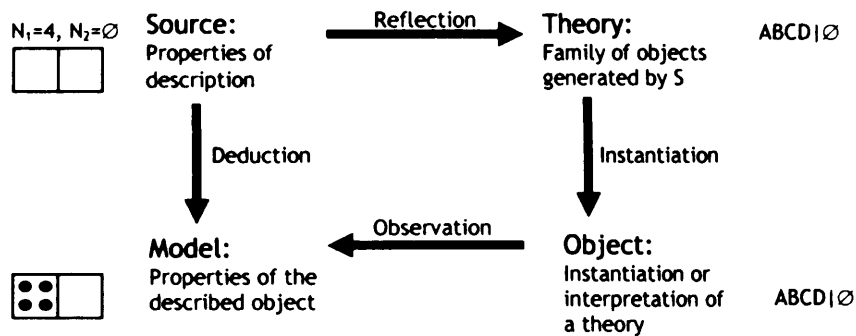 N₁=4, N₂=∅
Source:
Properties of
description
Reflection
Theory:
Family of objects
generated by S
ABCD|∅
Deduction
Instantiation
Observation
Model:
Properties of the
described object
Object:
Instantiation or
interpretation of
a theory
ABCD|∅